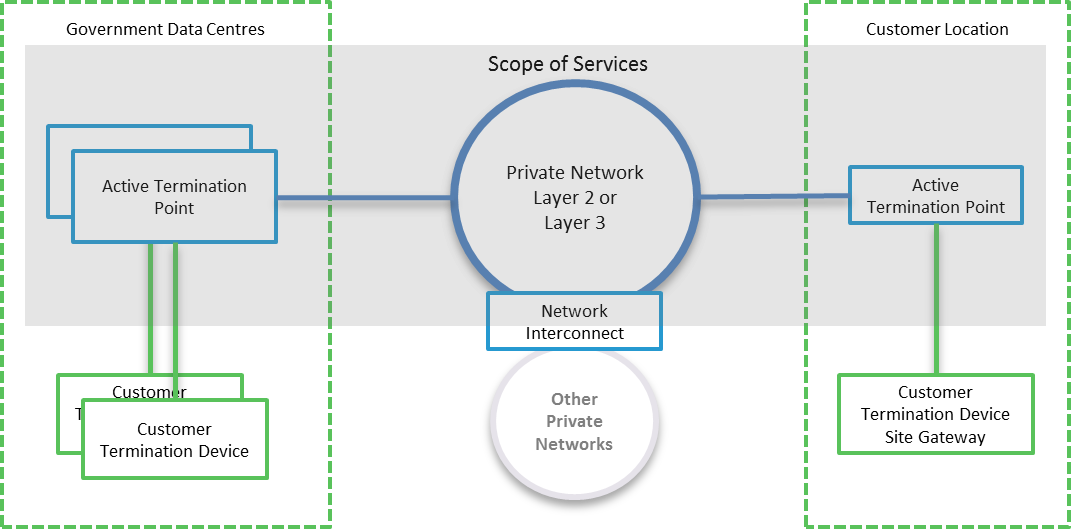 Government Data Centres
Customer Location
Scope of Services
Active Termination
Point
Private Network
Layer 2 or
Layer 3
Active
Termination Point
Network
Interconnect
Customer
T
Customer
Termination Device
Other
Private
Networks
Customer
Termination Device
Site Gateway